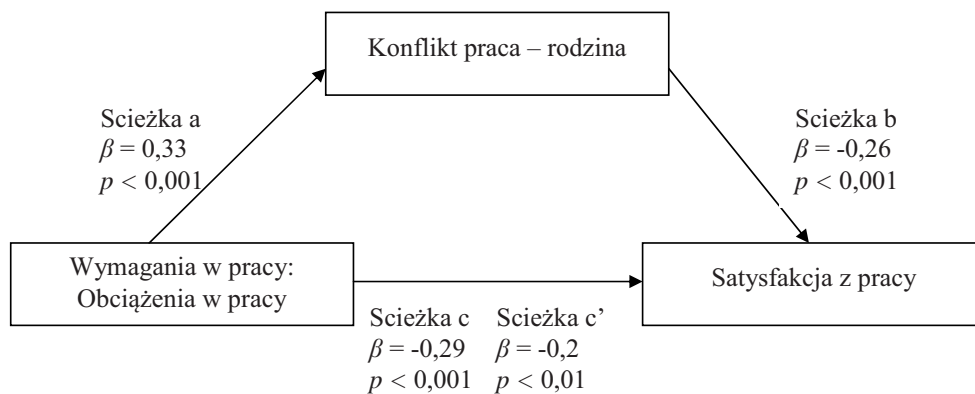 Konflikt praca – rodzina
Scieżka a
β = 0,33
p < 0,001
Scieżka b
β = -0,26
p < 0,001
Wymagania w pracy:
Obciążenia w pracy
Satysfakcja z pracy
Scieżka c
β = -0,29
p < 0,001
Scieżka c’
β = -0,2
p < 0,01